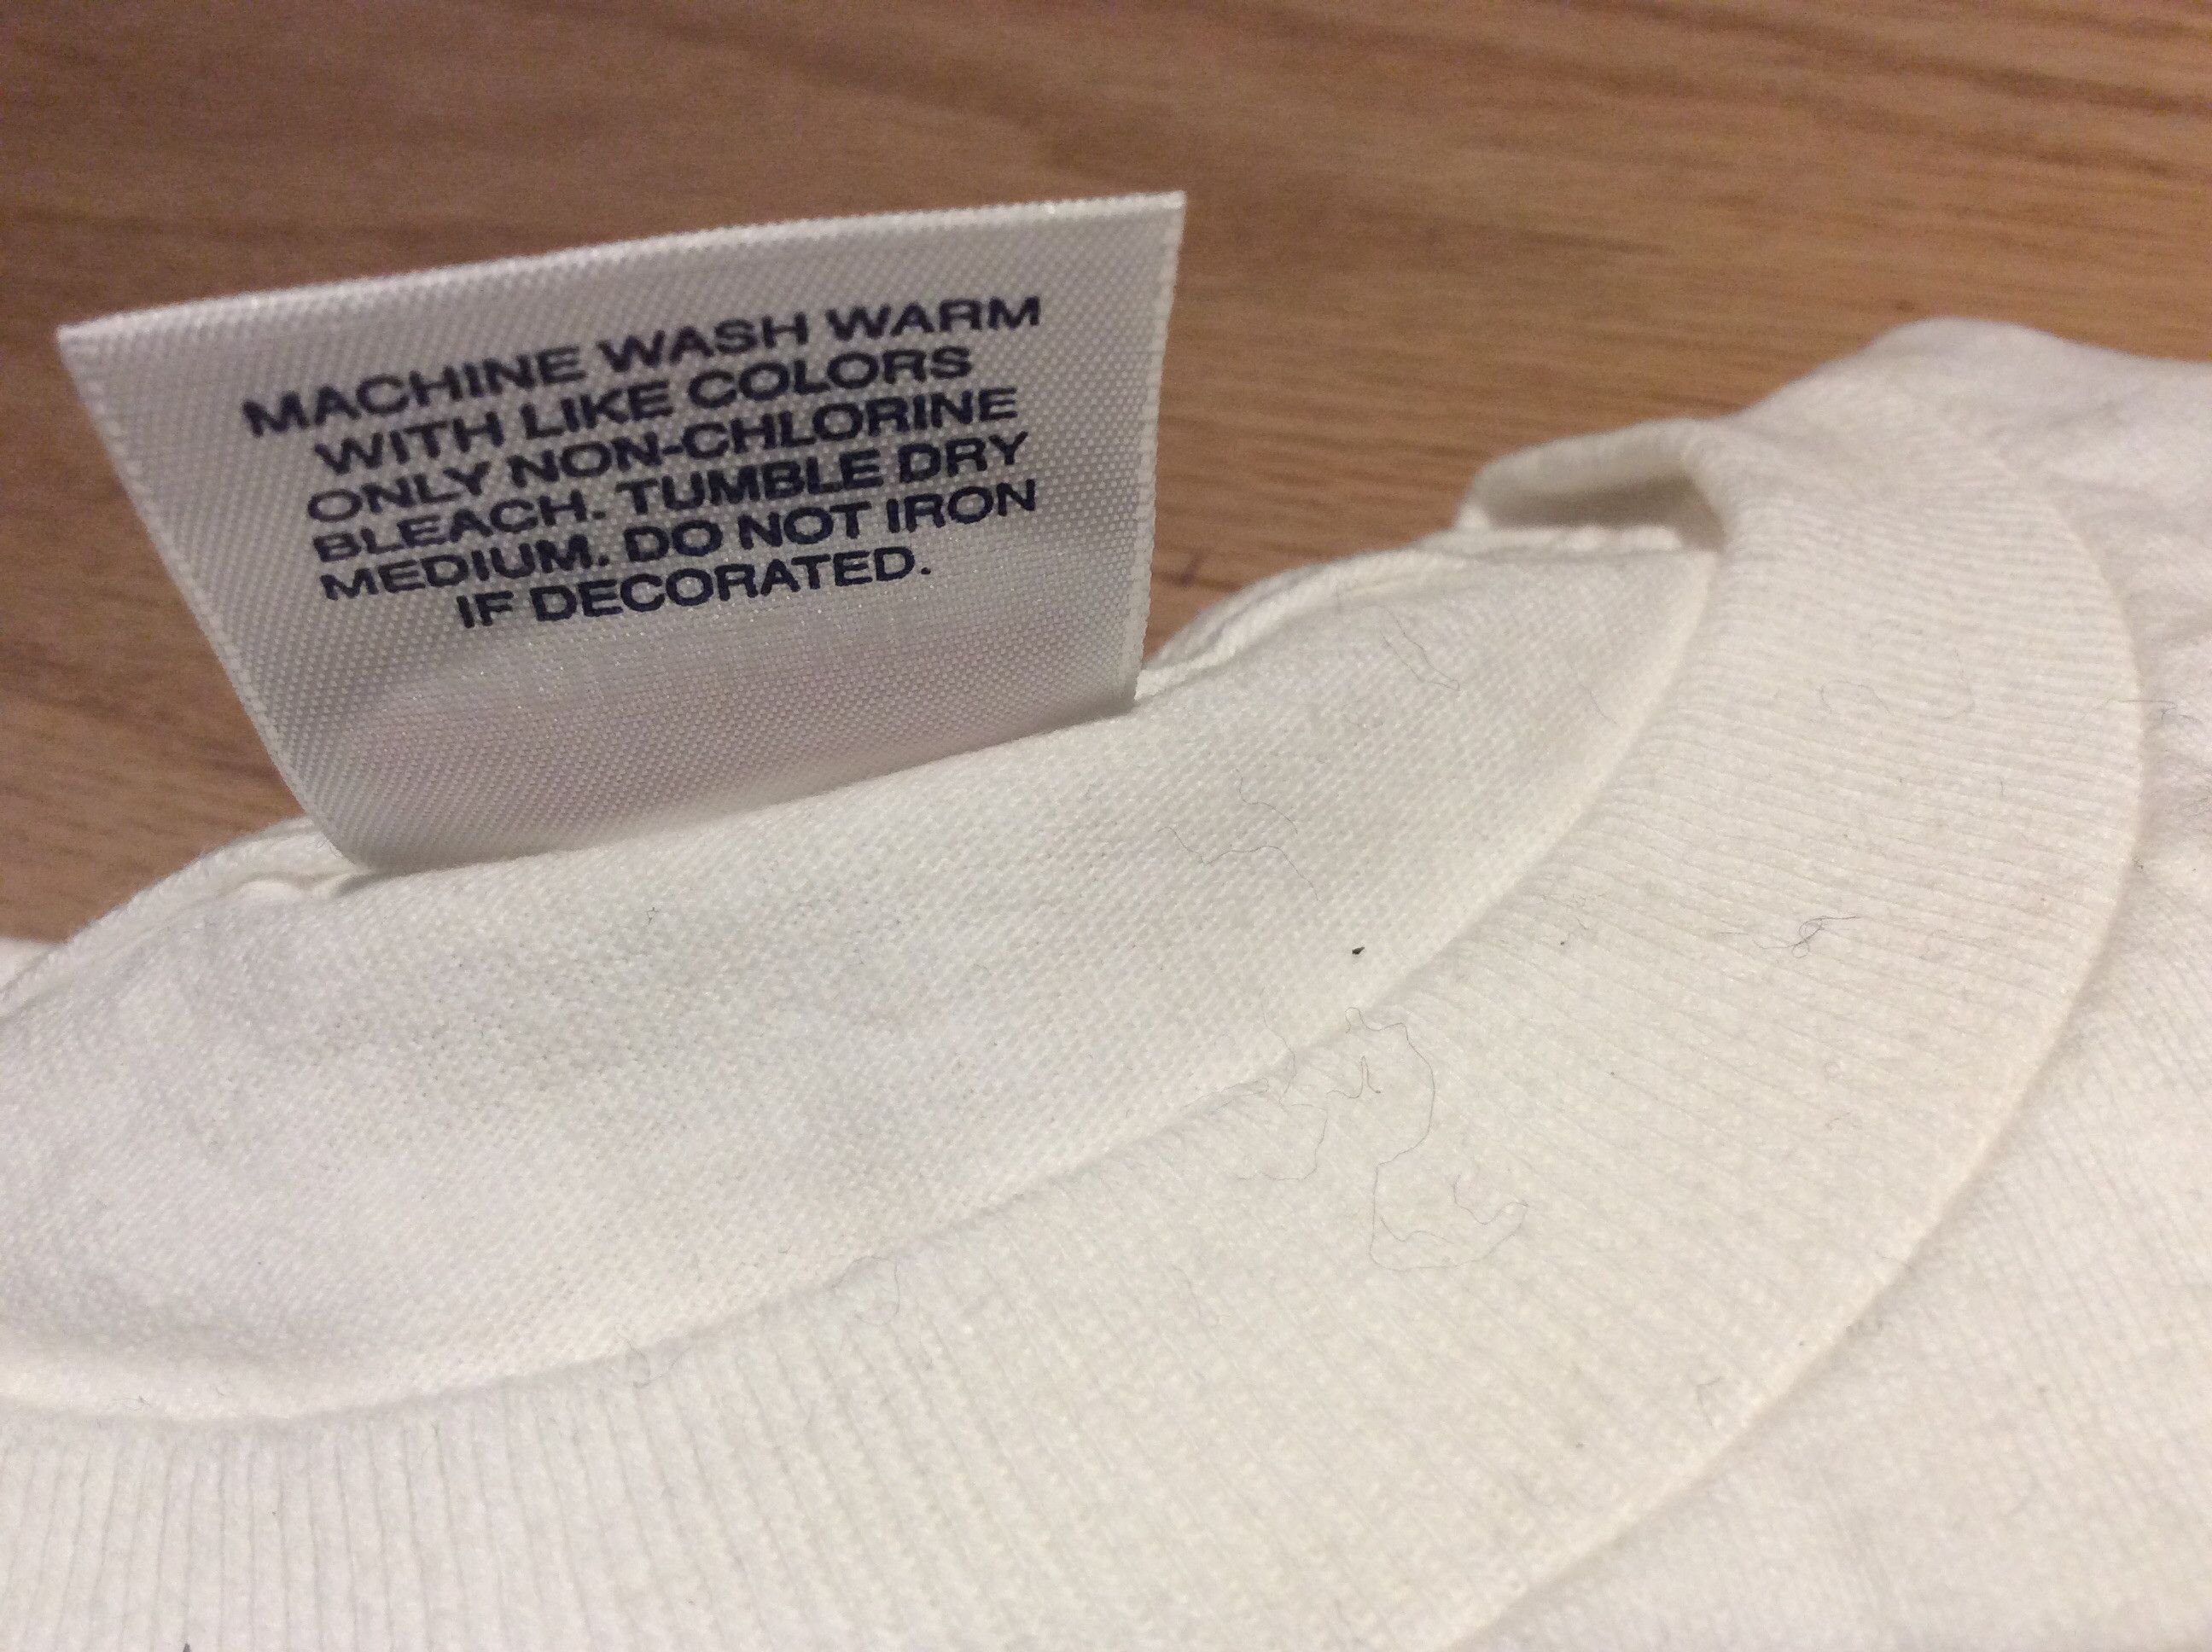 MACHINE WASH WARM
WITH LIKE COLORS
ONLY NON-CHLORINE
BLEACH. TUMBLE DRY
MEDIUM. DO NOT IRON
IF DECORATED.